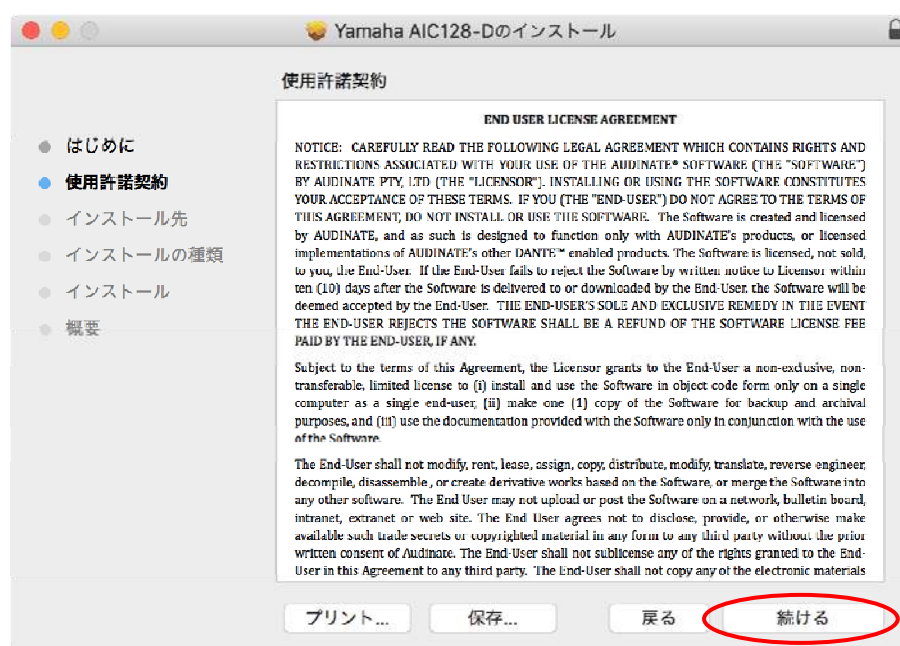 Yamaha AIC128-Dのインストール
使用許諾契約
はじめに
使用許諾契約
インストール先
インストールの種類
インストール
概要
END USER LICENSE AGREEMENT
NOTICE: CAREFULLY READ THE FOLLOWING LEGAL AGREEMENT WHICH CONTAINS RIGHTS AND
RESTRICTIONS ASSOCIATED WITH YOUR USE OF THE AUDINATE® SOFTWARE (THE "SOFTWARE")
BY AUDINATE PTY, LTD (THE "LICENSOR"). INSTALLING OR USING THE SOFTWARE CONSTITUTES
YOUR ACCEPTANCE OF THESE TERMS. IF YOU (THE "END-USER") DO NOT AGREE TO THE TERMS OF
THIS AGREEMENT, DO NOT INSTALL OR USE THE SOFTWARE. The Software is created and licensed
by AUDINATE, and as such is designed to function only with AUDINATE's products, or licensed
implementations of AUDINATE's other DANTE™ enabled products. The Software is licensed, not sold,
to you, the End-User. If the End-User fails to reject the Software by written notice to Licensor within
ten (10) days after the Software is delivered to or downloaded by the End-User, the Software will be
deemed accepted by the End-User. THE END-USER'S SOLE AND EXCLUSIVE REMEDY IN THE EVENT
THE END-USER REJECTS THE SOFTWARE SHALL BE A REFUND OF THE SOFTWARE LICENSE FEE
PAID BY THE END-USER, IF ANY.
Subject to the terms of this Agreement, the Licensor grants to the End-User a non-exclusive, non-
transferable, limited license to (i) install and use the Software in object code form only on a single
computer as a single end-user, (ii) make one (1) copy of the Software for backup and archival
purposes, and (iii) use the documentation provided with the Software only in conjunction with the use
of the Software.
The End-User shall not modify, rent, lease, assign, copy, distribute, modify, translate, reverse engineer,
decompile, disassemble, or create derivative works based on the Software, or merge the Software into
any other software. The End User may not upload or post the Software on a network, bulletin board,
intranet, extranet or web site. The End User agrees not to disclose, provide, or otherwise make
available such trade secrets or copyrighted material in any form to any third party without the prior
written consent of Audinate. The End-User shall not sublicense any of the rights granted to the End-
User in this Agreement to any third party. The End-User shall not copy any of the electronic materials
プリント... 保存... 戻る 続ける